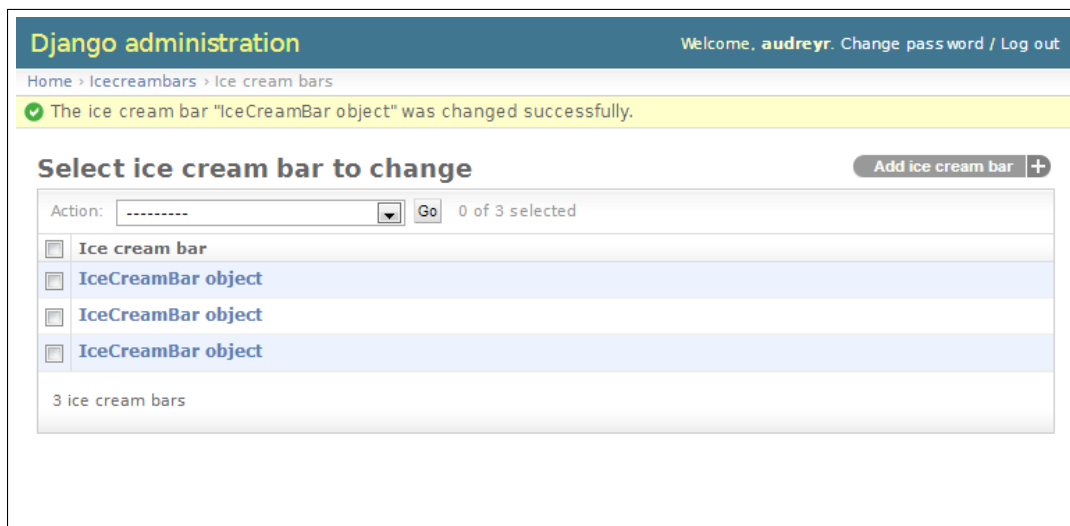 Django administration
Welcome, audreyr. Change password / Log out
Home › Icecreambars › Ice cream bars
The ice cream bar "IceCreamBar object" was changed successfully.
Select ice cream bar to change
Add ice cream bar +
Action: --------- Go 0 of 3 selected
Ice cream bar
IceCreamBar object
IceCreamBar object
IceCreamBar object
3 ice cream bars